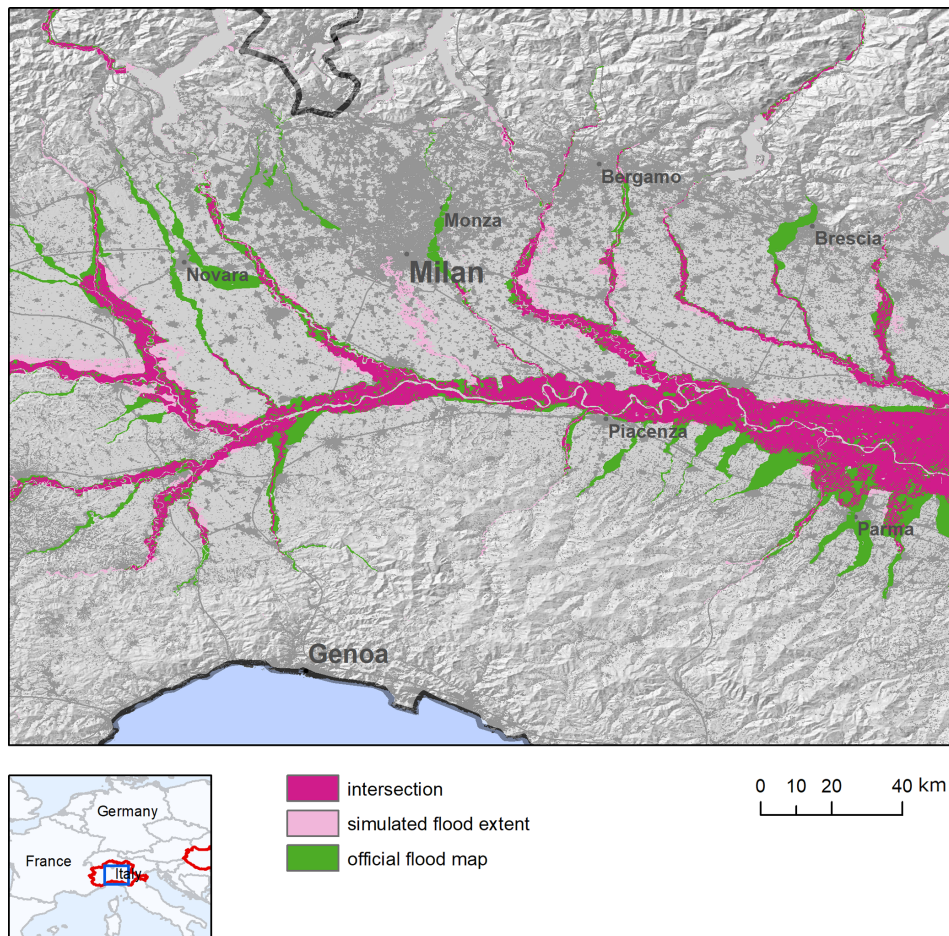 Bergamo
Monza
Brescia
Novara
Milan
Piacenza
Parma
Genoa
Germany
France
Italy
intersection
simulated flood extent
official flood map
0 10 20 40 km